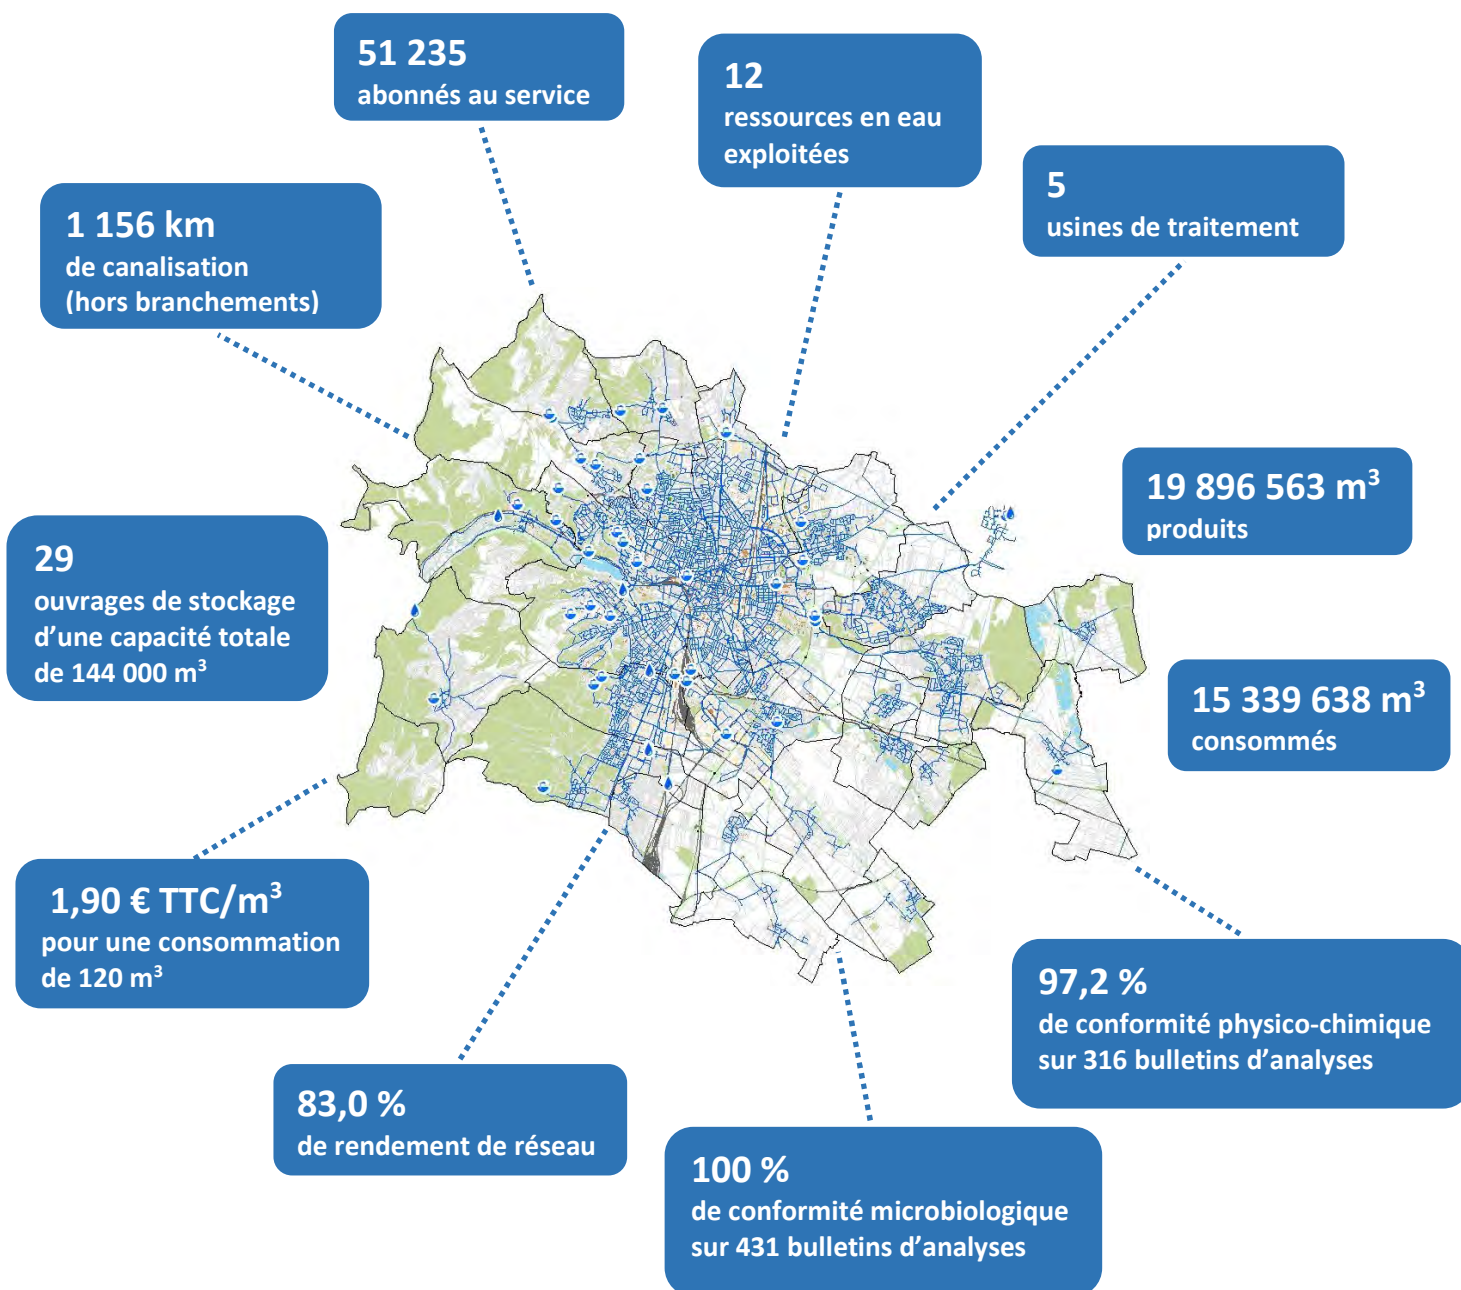 51 235
abonnés au service
12
ressources en eau
exploitées
5
usines de traitement
1 156 km
de canalisation
(hors branchements)
19 896 563 m³
produits
29
ouvrages de stockage
d’une capacité totale
de 144 000 m³
15 339 638 m³
consommés
1,90 € TTC/m³
pour une consommation
de 120 m³
97,2 %
de conformité physico-chimique
sur 316 bulletins d’analyses
83,0 %
de rendement de réseau
100 %
de conformité microbiologique
sur 431 bulletins d’analyses